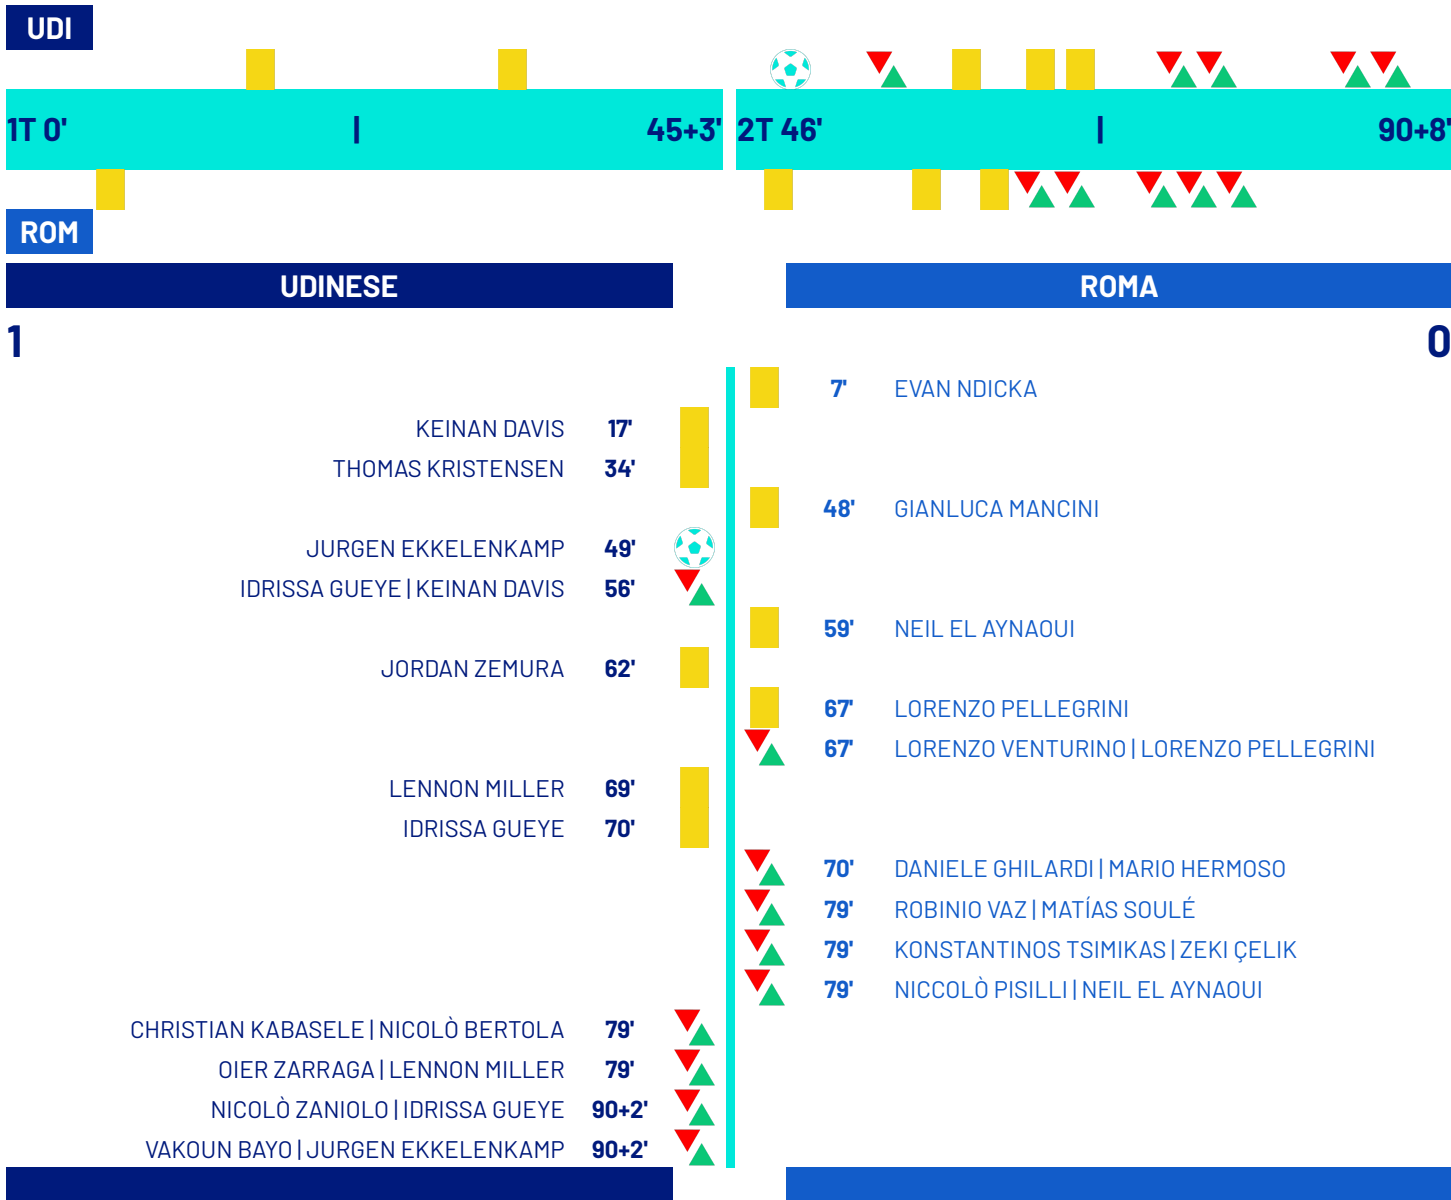 UDI
1T 0' | 45+3' 2T 46' | 90+8'
ROM
UDINESE ROMA
1 0
7' EVAN NDICKA
KEINAN DAVIS 17'
THOMAS KRISTENSEN 34'
48' GIANLUCA MANCINI
JURGEN EKKELENKAMP 49'
IDRISSA GUEYE | KEINAN DAVIS 56'
59' NEIL EL AYNAOUI
JORDAN ZEMURA 62'
67' LORENZO PELLEGRINI
67' LORENZO VENTURINO | LORENZO PELLEGRINI
LENNON MILLER 69'
IDRISSA GUEYE 70'
70' DANIELE GHILARDI | MARIO HERMOSO
79' ROBINIO VAZ | MATÍAS SOULÉ
79' KONSTANTINOS TSIMIKAS | ZEKI ÇELIK
79' NICCOLÒ PISILLI | NEIL EL AYNAOUI
CHRISTIAN KABASELE | NICOLÒ BERTOLA 79'
OIER ZARRAGA | LENNON MILLER 79'
NICOLÒ ZANIOLO | IDRISSA GUEYE 90+2'
VAKOUN BAYO | JURGEN EKKELENKAMP 90+2'